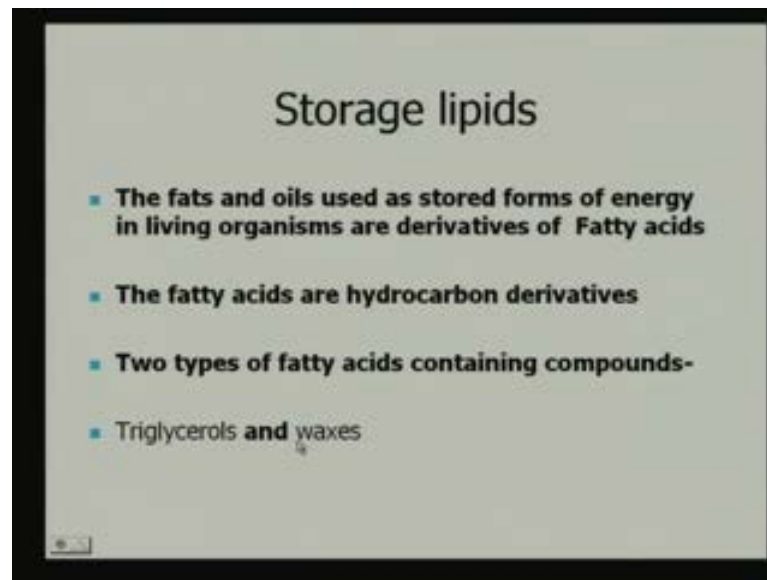 Storage lipids
The fats and oils used as stored forms of energy
in living organisms are derivatives of Fatty acids
The fatty acids are hydrocarbon derivatives
Two types of fatty acids containing compounds-
Triglycerols and waxes